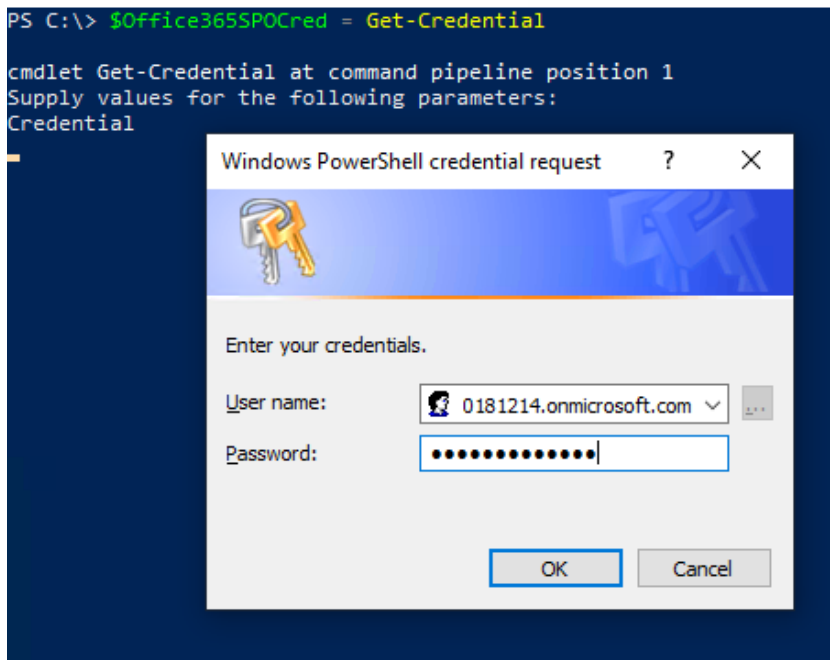 PS C:\> $Office365SPOCred = Get-Credential
cmdlet Get-Credential at command pipeline position 1
Supply values for the following parameters:
Credential
Windows PowerShell credential request
?
Enter your credentials.
User name:
0181214.onmicrosoft.com
...
Password:
•••••••••••••
OK
Cancel